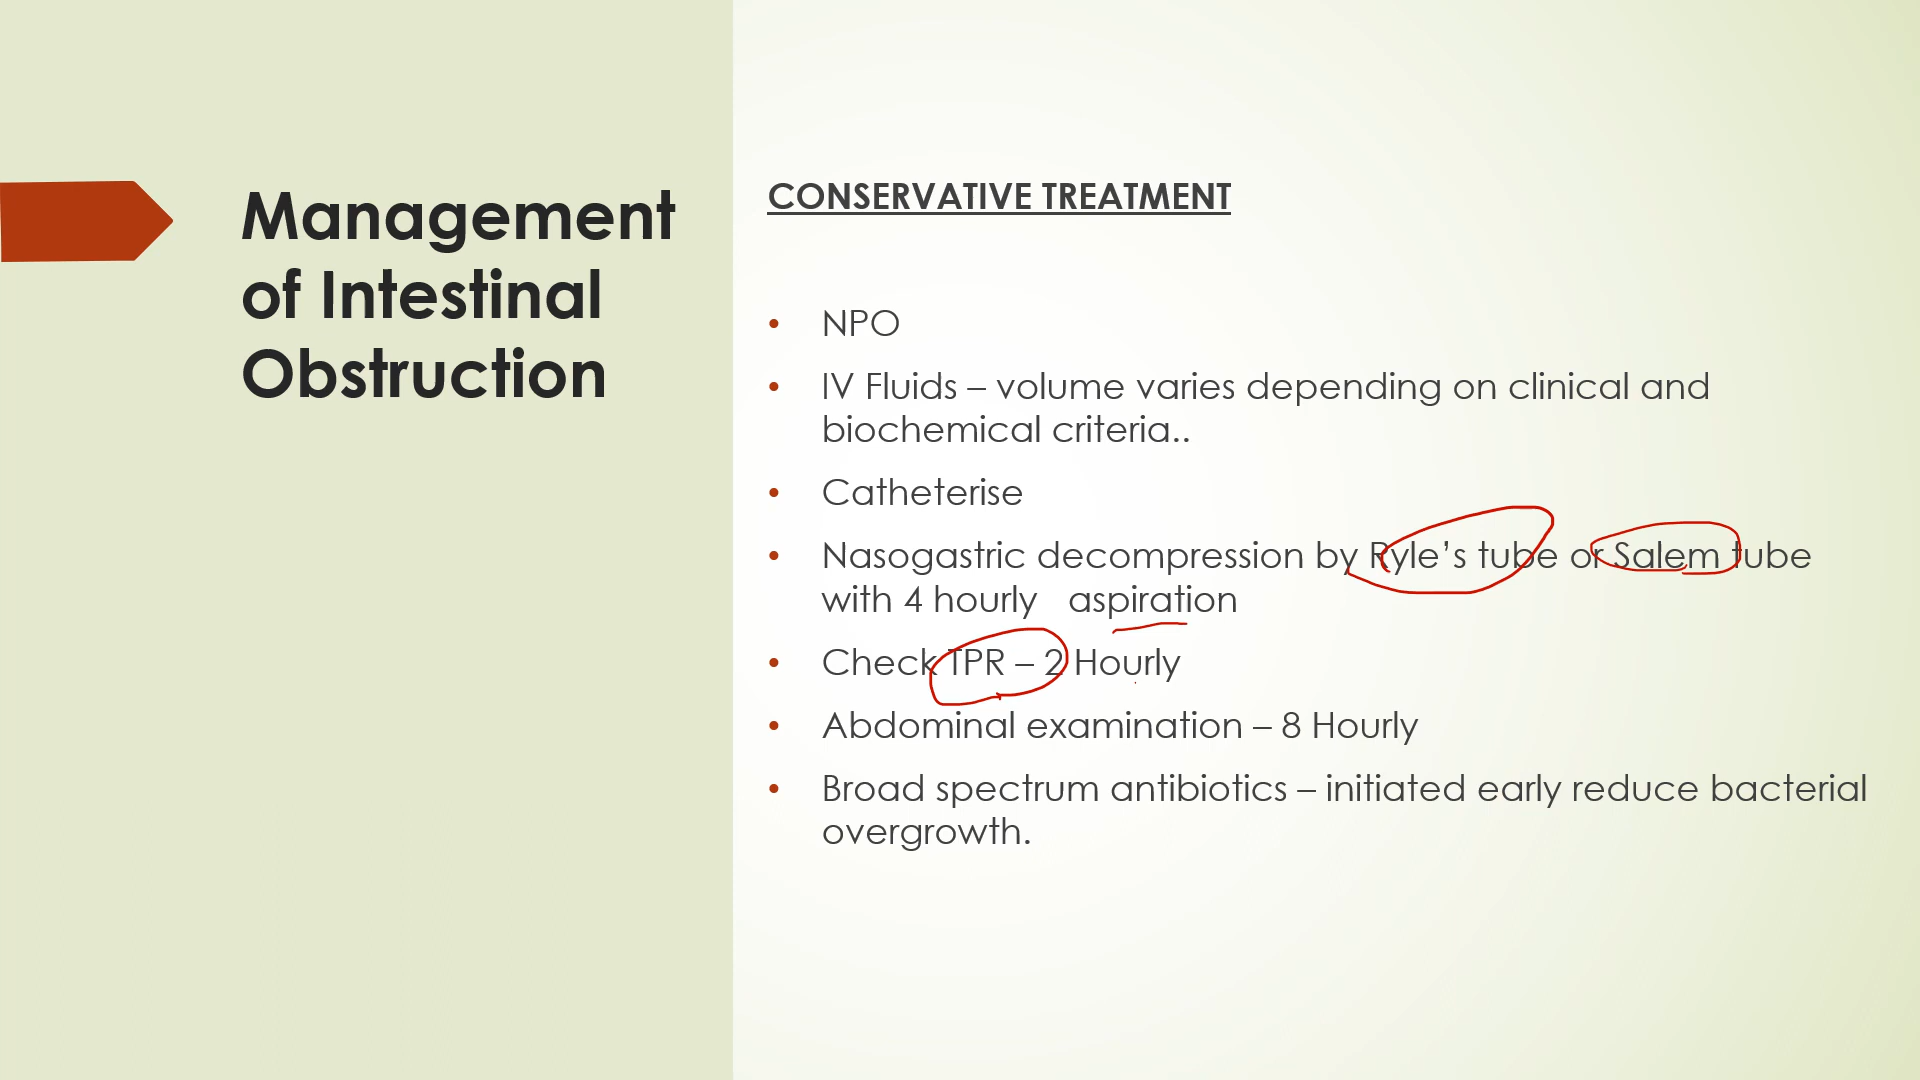 Management
of Intestinal
Obstruction
CONSERVATIVE TREATMENT
• NPO
• IV Fluids – volume varies depending on clinical and
biochemical criteria..
• Catheterise
• Nasogastric decompression by Ryle’s tube or Salem tube
with 4 hourly   aspiration
• Check TPR – 2 Hourly
• Abdominal examination – 8 Hourly
• Broad spectrum antibiotics – initiated early reduce bacterial
overgrowth.